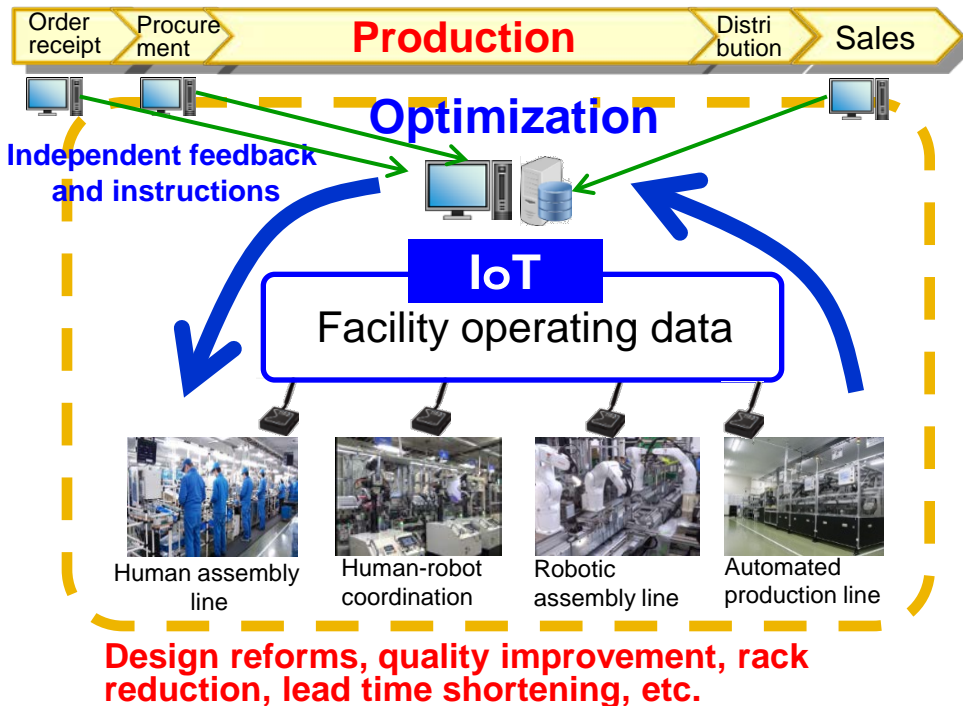 Order
receipt
Procure
ment
Production
Distri
bution
Sales
Optimization
Independent feedback
and instructions
IoT
Facility operating data
Human assembly
line
Human-robot
coordination
Robotic
assembly line
Automated
production line
Design reforms, quality improvement, rack
reduction, lead time shortening, etc.